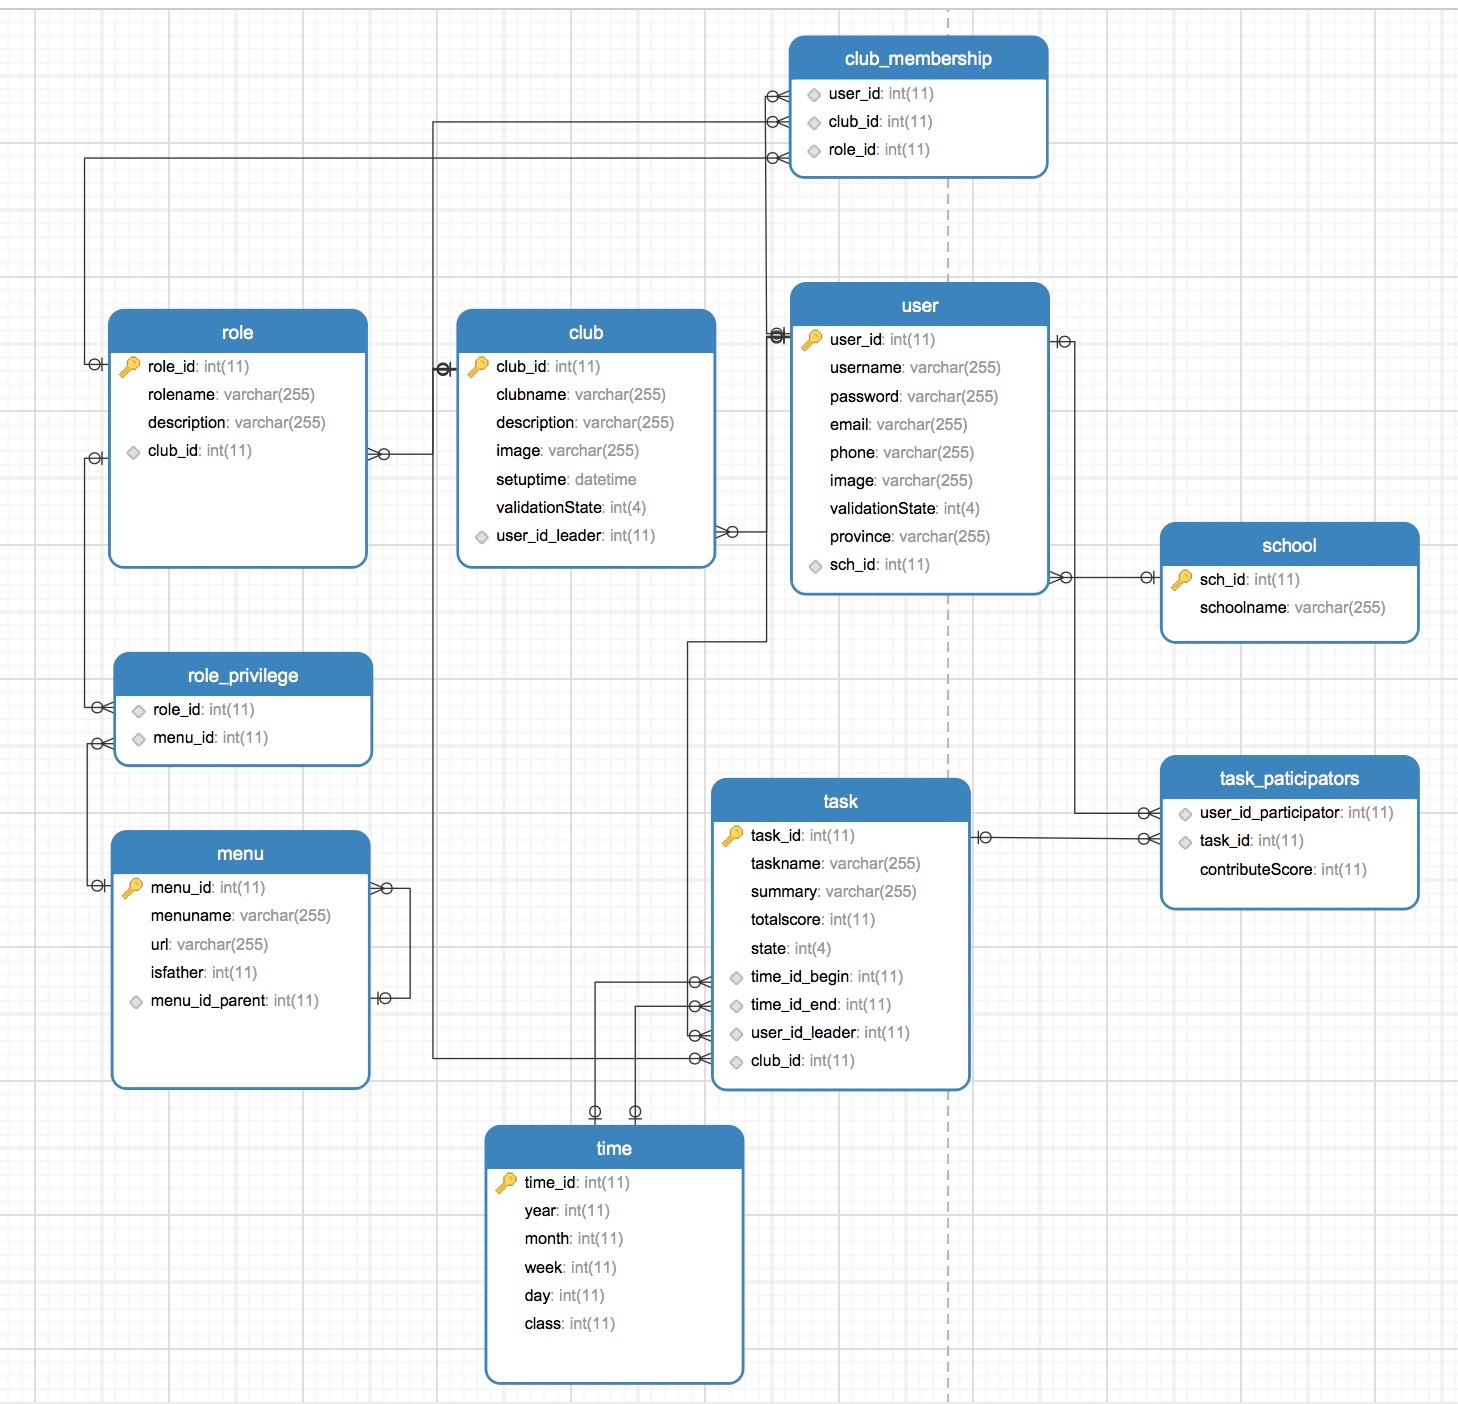 club_membership
user_id: int(11)
club_id: int(11)
role_id: int(11)
user
user_id: int(11)
username: varchar(255)
password: varchar(255)
email: varchar(255)
phone: varchar(255)
image: varchar(255)
validationState: int(4)
province: varchar(255)
sch_id: int(11)
role
role_id: int(11)
rolename: varchar(255)
description: varchar(255)
club_id: int(11)
club
club_id: int(11)
clubname: varchar(255)
description: varchar(255)
image: varchar(255)
setuptime: datetime
validationState: int(4)
user_id_leader: int(11)
school
sch_id: int(11)
schoolname: varchar(255)
role_privilege
role_id: int(11)
menu_id: int(11)
task_paticipators
user_id_participator: int(11)
task_id: int(11)
contributeScore: int(11)
task
task_id: int(11)
taskname: varchar(255)
summary: varchar(255)
totalscore: int(11)
state: int(4)
time_id_begin: int(11)
time_id_end: int(11)
user_id_leader: int(11)
club_id: int(11)
menu
menu_id: int(11)
menuname: varchar(255)
url: varchar(255)
isfather: int(11)
menu_id_parent: int(11)
time
time_id: int(11)
year: int(11)
month: int(11)
week: int(11)
day: int(11)
class: int(11)